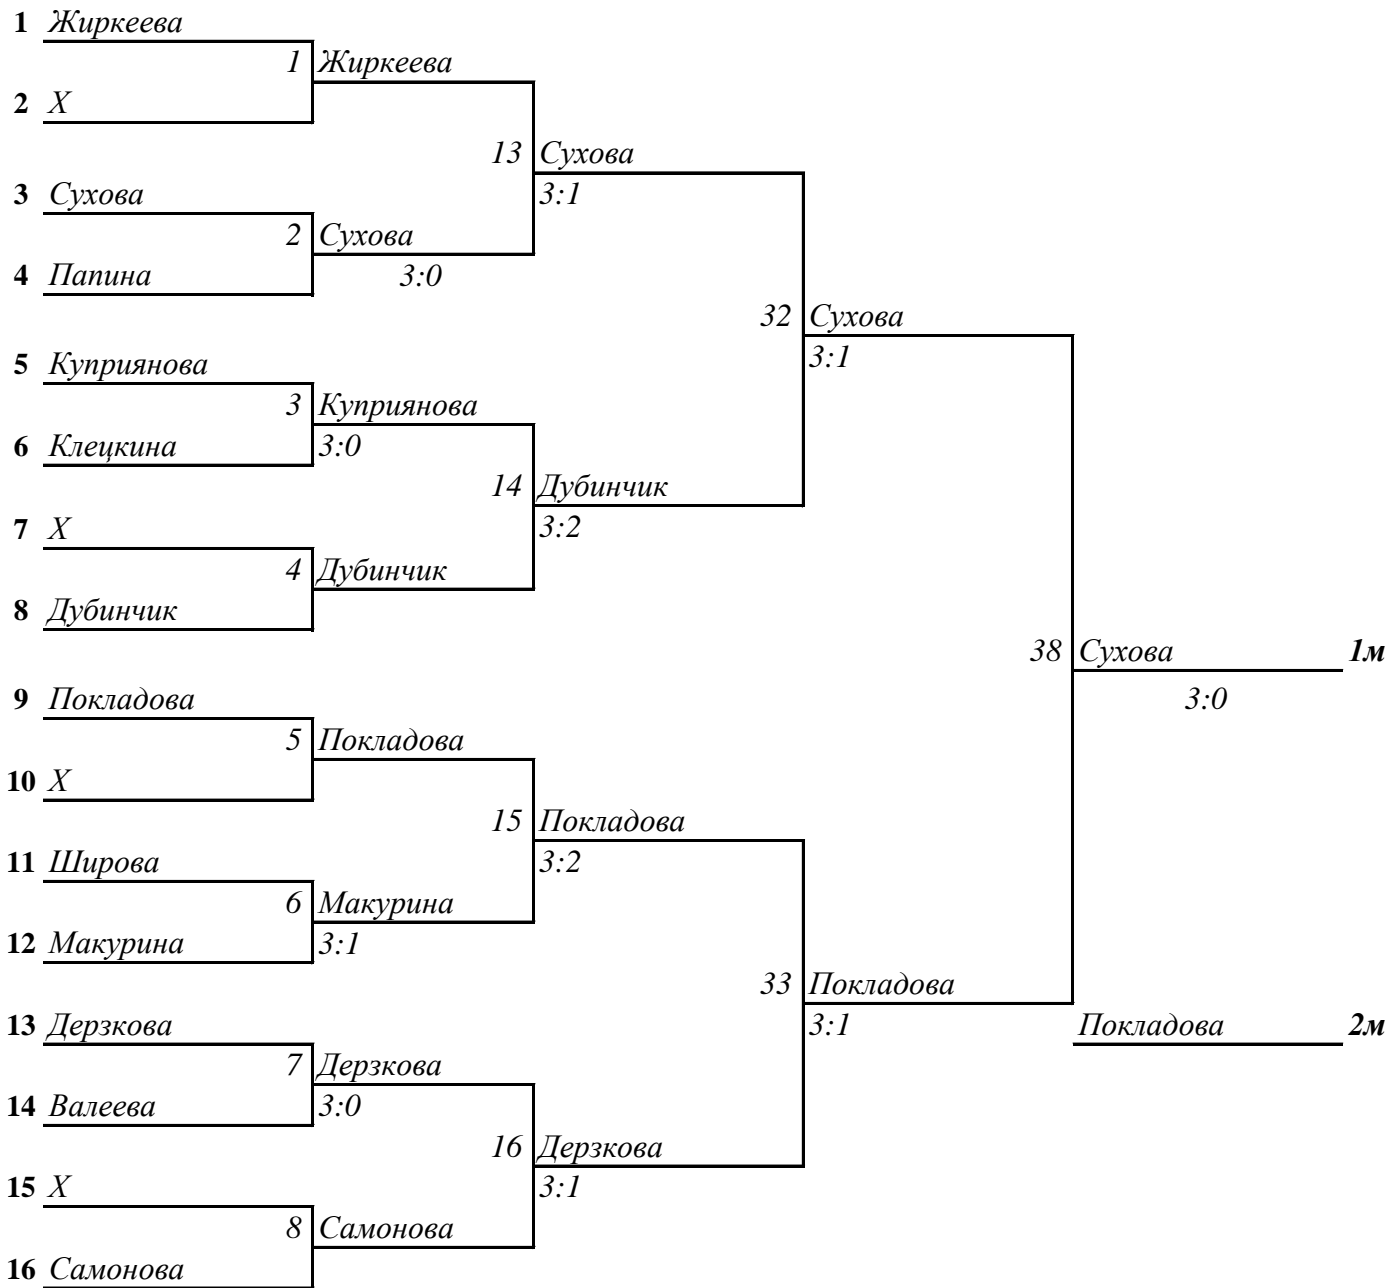 1 Жиркеева
1 Жиркеева
2 X
13 Сухова
3 Сухова
3:1
2 Сухова
4 Папина
3:0
32 Сухова
5 Куприянова
3:1
3 Куприянова
6 Клецкина
3:0
14 Дубинчик
7 X
3:2
4 Дубинчик
8 Дубинчик
38 Сухова 1м
9 Покладова
3:0
5 Покладова
10 X
15 Покладова
11 Широва
3:2
6 Макурина
12 Макурина
3:1
33 Покладова
13 Дерзкова
3:1
Покладова 2м
7 Дерзкова
14 Валеева
3:0
16 Дерзкова
15 X
3:1
8 Самонова
16 Самонова